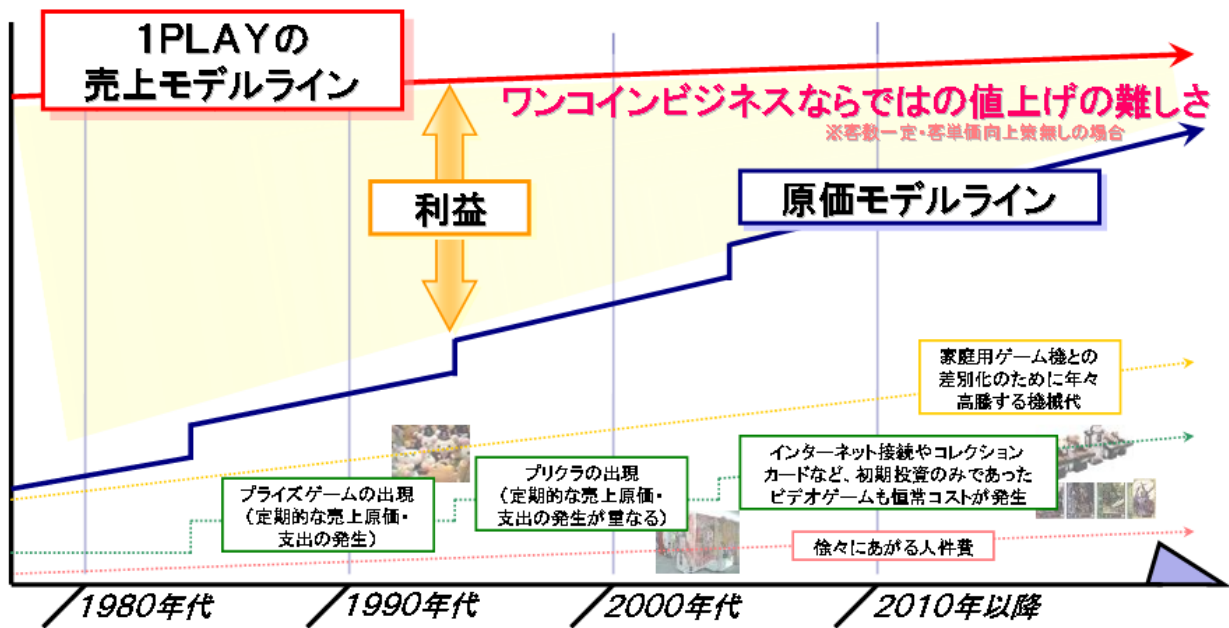 1PLAYの
売上モデルライン
ワンコインビジネスならではの値上げの難しさ
※客数一定・客単価向上策無しの場合
利益
原価モデルライン
家庭用ゲーム機との
差別化のために年々
高騰する機械代
インターネット接続やコレクション
カードなど、初期投資のみであった
ビデオゲームも恒常コストが発生
プリクラの出現
（定期的な売上原価・
支出の発生が重なる）
プライズゲームの出現
（定期的な売上原価・
支出の発生）
徐々にあがる人件費
1980年代
1990年代
2000年代
2010年以降